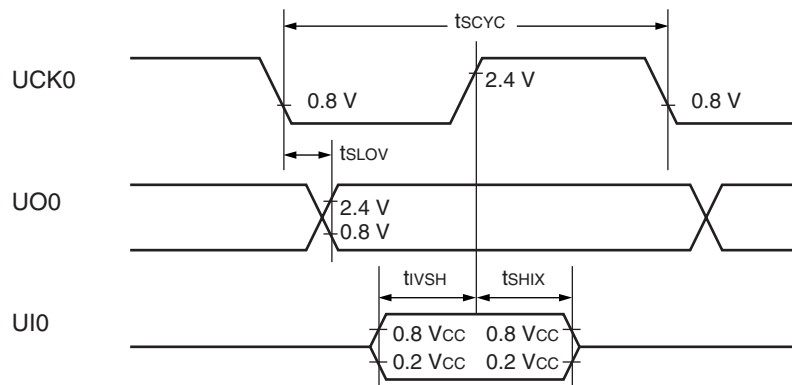 tSCYC
UCK0
0.8 V
2.4 V
0.8 V
tSLOV
UO0
2.4 V
0.8 V
tIVSH tSHIX
UI0
0.8 VCC 0.8 VCC
0.2 VCC 0.2 VCC